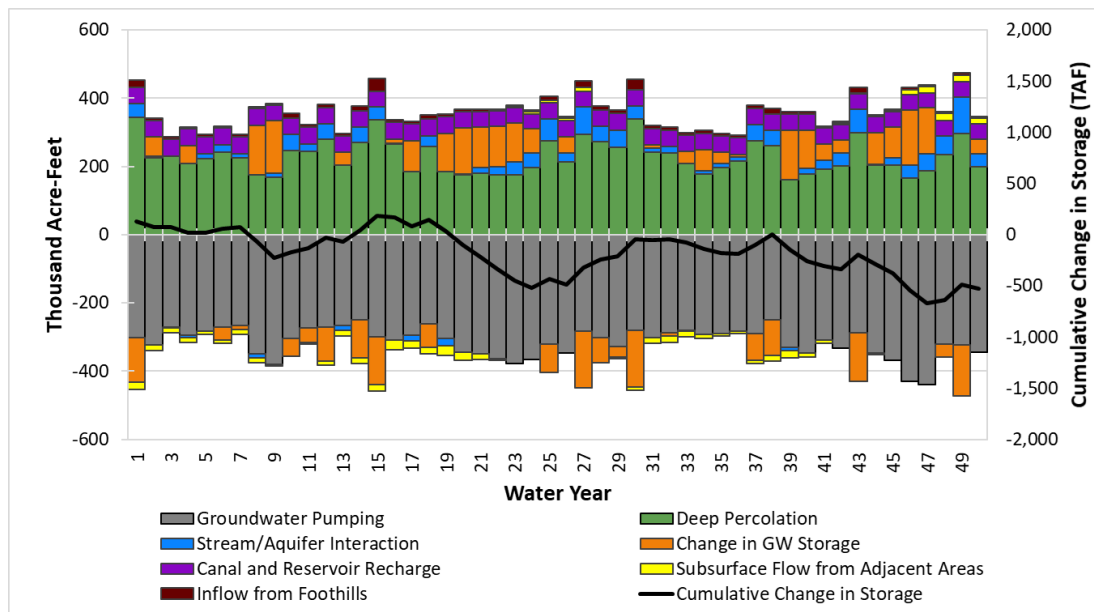 600
400
200
0
-200
-400
-600
Thousand Acre-Feet
2,000
1,500
1,000
500
0
-500
-1,000
-1,500
-2,000
Cumulative Change in Storage (TAF)
1 3 5 7 9 11 13 15 17 19 21 23 25 27 29 31 33 35 37 39 41 43 45 47 49
Water Year
Groundwater Pumping Deep Percolation
Stream/Aquifer Interaction Change in GW Storage
Canal and Reservoir Recharge Subsurface Flow from Adjacent Areas
Inflow from Foothills Cumulative Change in Storage